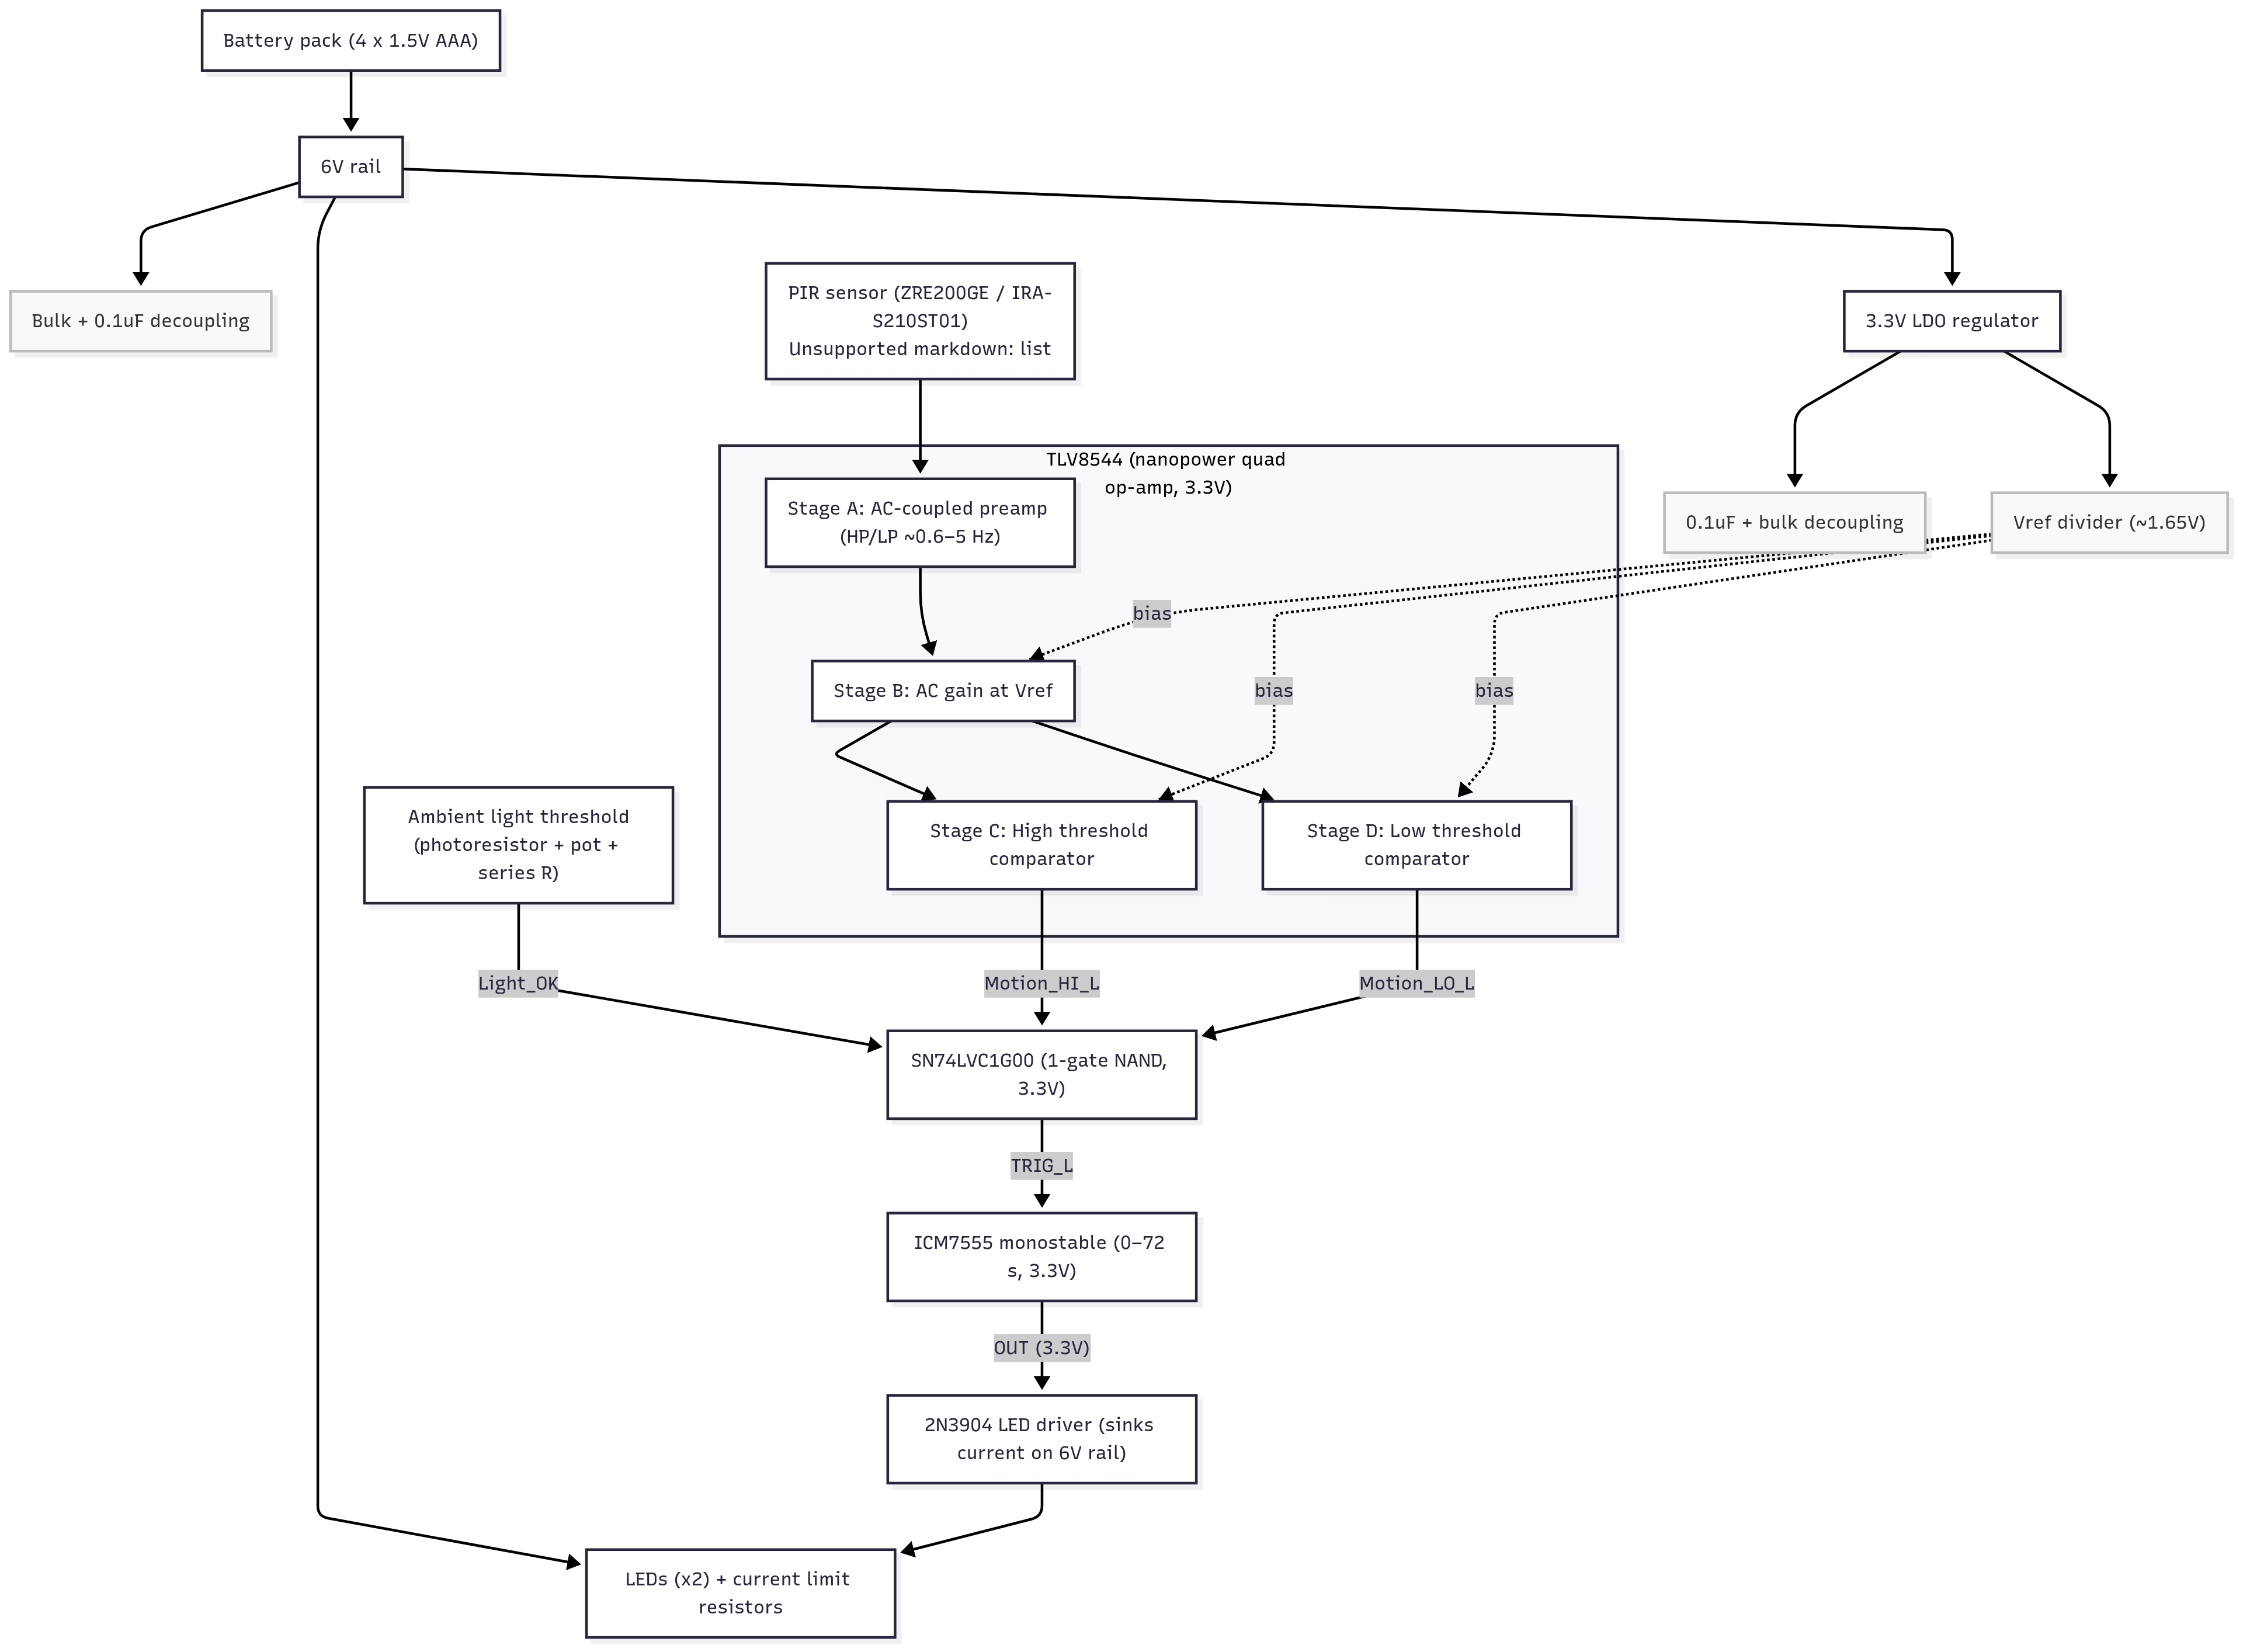 Battery pack (4 x 1.5V AAA)
6V rail
Bulk + 0.1uF decoupling
PIR sensor (ZRE200GE / IRA-
S210ST01)
Unsupported markdown: list
3.3V LDO regulator
TLV8544 (nanopower quad
op-amp, 3.3V)
Stage A: AC-coupled preamp
(HP/LP ~0.6–5 Hz)
0.1uF + bulk decoupling
Vref divider (~1.65V)
bias
Stage B: AC gain at Vref
bias
bias
Ambient light threshold
(photoresistor + pot +
series R)
Stage C: High threshold
comparator
Stage D: Low threshold
comparator
Light_OK
Motion_HI_L
Motion_LO_L
SN74LVC1G00 (1-gate NAND,
3.3V)
TRIG_L
ICM7555 monostable (0–72
s, 3.3V)
OUT (3.3V)
2N3904 LED driver (sinks
current on 6V rail)
LEDs (x2) + current limit
resistors